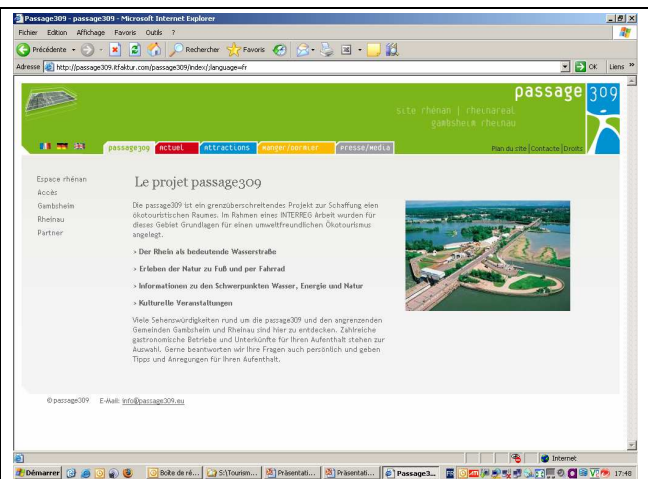 Passage309 - passage309 - Microsoft Internet Explorer
Fichier Edition Affichage Favoris Outils ?
Précédente Rechercher Favoris
Adresse http://passage309.itfaktur.com/passage309/index/;language=fr OK Liens »
passage 309
site rhénan | rheinareal
gambsheim rheinau
passage309 actuel attractions manger/dormier presse/media
Plan du site | Contacte | Droits
Espace rhénan
Accès
Gambsheim
Rheinau
Partner
Le projet passage309
Die passage309 ist ein grenzüberschreitendes Projekt zur Schaffung eien
ökotouristischen Raumes. Im Rahmen eines INTERREG Arbeit wurden für
dieses Gebiet Grundlagen für einen umweltfreundlichen Ökotourismus
angelegt.
> Der Rhein als bedeutende Wasserstraße
> Erleben der Natur zu Fuß und per Fahrrad
> Informationen zu den Schwerpunkten Wasser, Energie und Natur
> Kulturelle Veranstaltungen
Viele Sehenswürdigkeiten rund um die passage309 und den angrenzenden
Gemeinden Gambsheim und Rheinau sind hier zu entdecken. Zahlreiche
gastronomische Betriebe und Unterkünfte für Ihren Aufenthalt stehen zur
Auswahl. Gerne beantworten wir Ihre Fragen auch persönlich und geben
Tipps und Anregungen für Ihren Aufenthalt.
© passage309 E-Mail: info@passage309.eu
Internet
Démarrer Boîte de ré... S:\Tourism... Präsentati... Präsentati... Passage3... 17:48